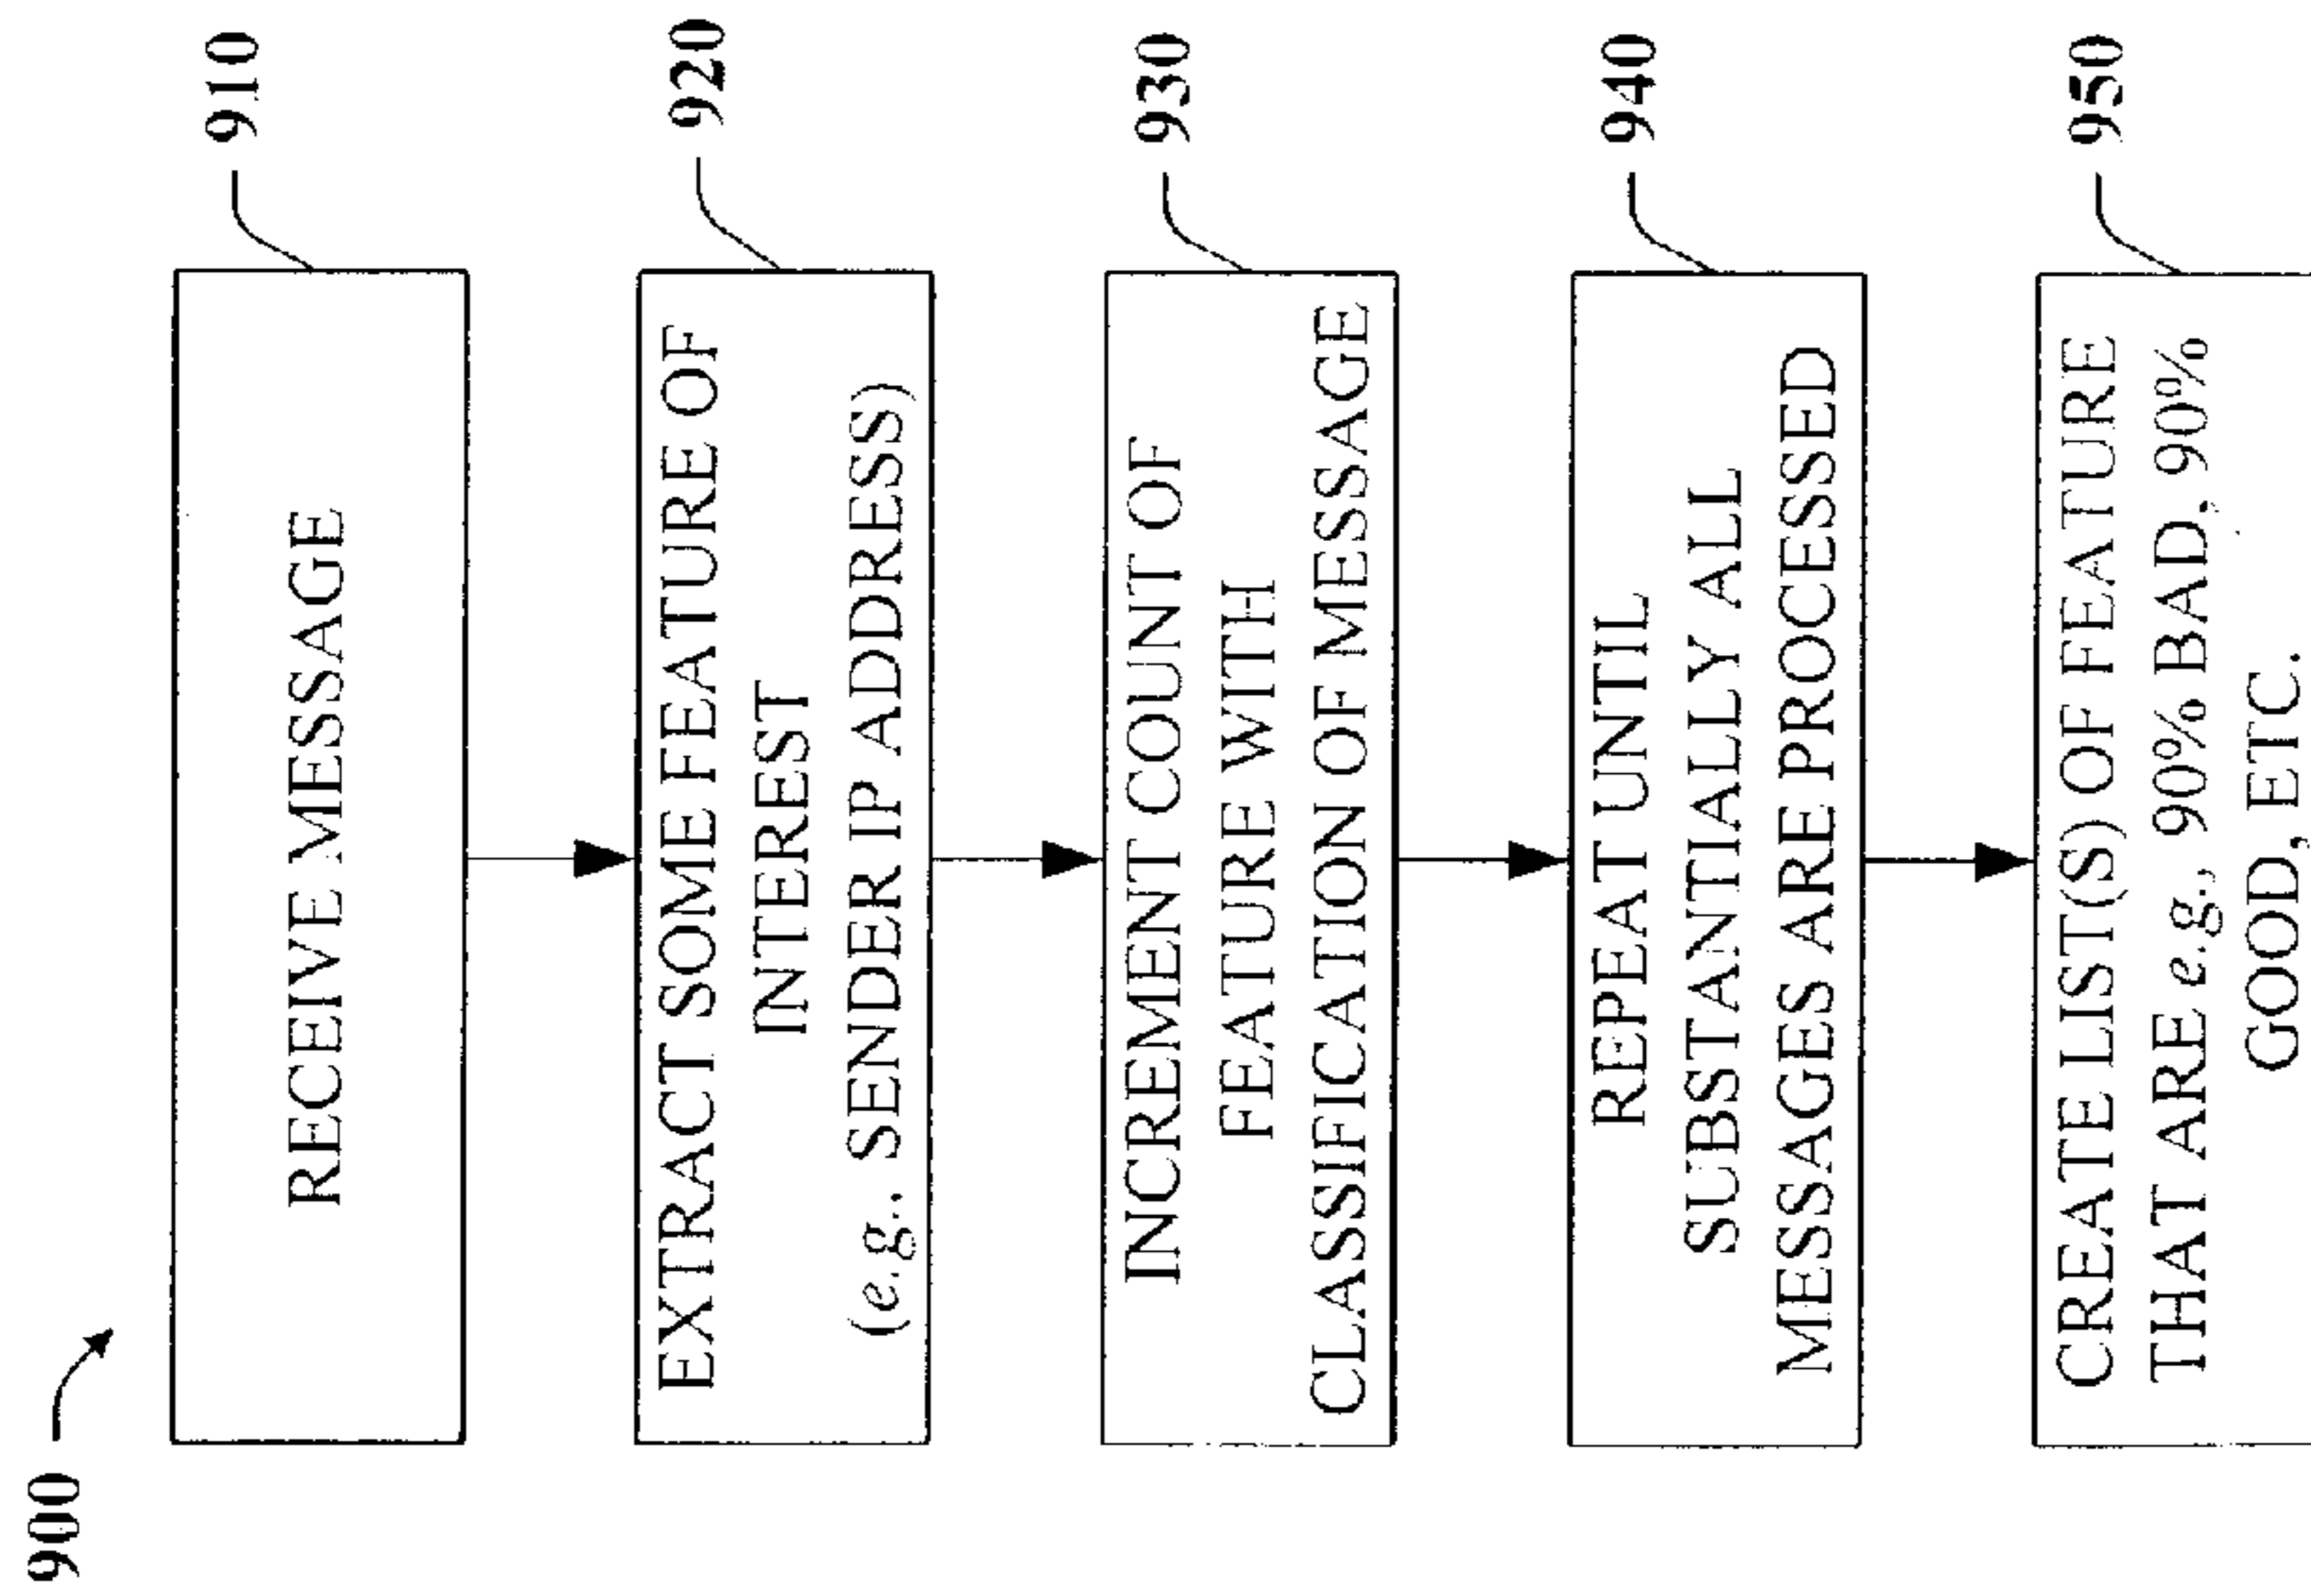 900
910
RECEIVE MESSAGE
920
EXTRACT SOME FEATURE OF
INTEREST
(e.g., SENDER IP ADDRESS)
930
INCREMENT COUNT OF
FEATURE WITH
CLASSIFICATION OF MESSAGE
940
REPEAT UNTIL
SUBSTANTIALLY ALL
MESSAGES ARE PROCESSED
950
CREATE LIST(S) OF FEATURE
THAT ARE e.g., 90% BAD, 90%
GOOD, ETC.